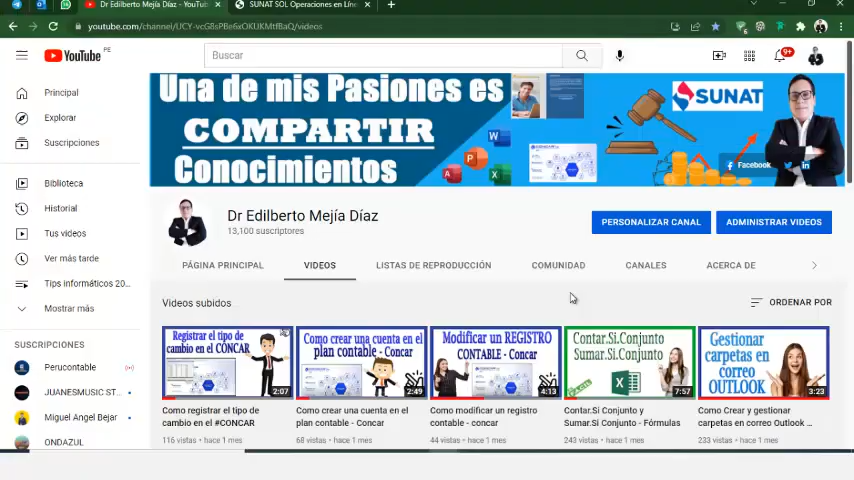 Dr Edilberto Mejía Díaz - YouTub
SUNAT SOL Operaciones en Líne
youtube.com/channel/UCY-vcG8sPBe6xOKUKMtfBaQ/videos
YouTube PE
Buscar
9+
Principal
Explorar
Suscripciones
Biblioteca
Historial
Tus videos
Ver más tarde
Tips informáticos 20...
Mostrar más
SUSCRIPCIONES
Perucontable
JUANESMUSIC ST...
Miguel Angel Bejar
ONDAZUL
Una de mis Pasiones es
COMPARTIR
Conocimientos
SUNAT
Facebook
Dr Edilberto Mejía Díaz
13,100 suscriptores
PERSONALIZAR CANAL
ADMINISTRAR VIDEOS
PÁGINA PRINCIPAL
VIDEOS
LISTAS DE REPRODUCCIÓN
COMUNIDAD
CANALES
ACERCA DE
Videos subidos
ORDENAR POR
Registrar el tipo de
cambio en el CONCAR
2:07
Como registrar el tipo de
cambio en el #CONCAR
116 vistas · hace 1 mes
Como crear una cuenta en el
plan contable - Concar
2:49
Como crear una cuenta en el
plan contable - Concar
68 vistas · hace 1 mes
Modificar un REGISTRO
CONTABLE - Concar
4:13
Como modificar un registro
contable - concar
44 vistas · hace 1 mes
Contar.Si.Conjunto
Sumar.Si.Conjunto
FÁCIL
7:57
Contar.Si Conjunto y
Sumar.Si Conjunto - Fórmulas
243 vistas · hace 1 mes
Gestionar
carpetas en
correo
OUTLOOK
3:23
Como Crear y gestionar
carpetas en correo Outlook ...
233 vistas · hace 1 mes